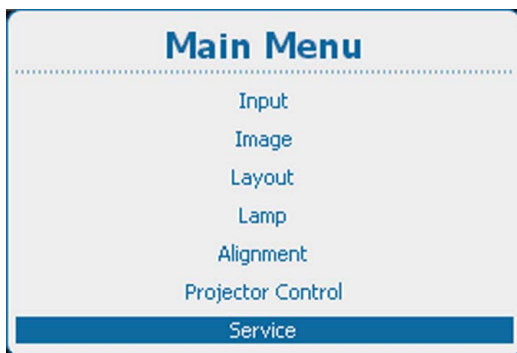 Main Menu
Input
Image
Layout
Lamp
Alignment
Projector Control
Service